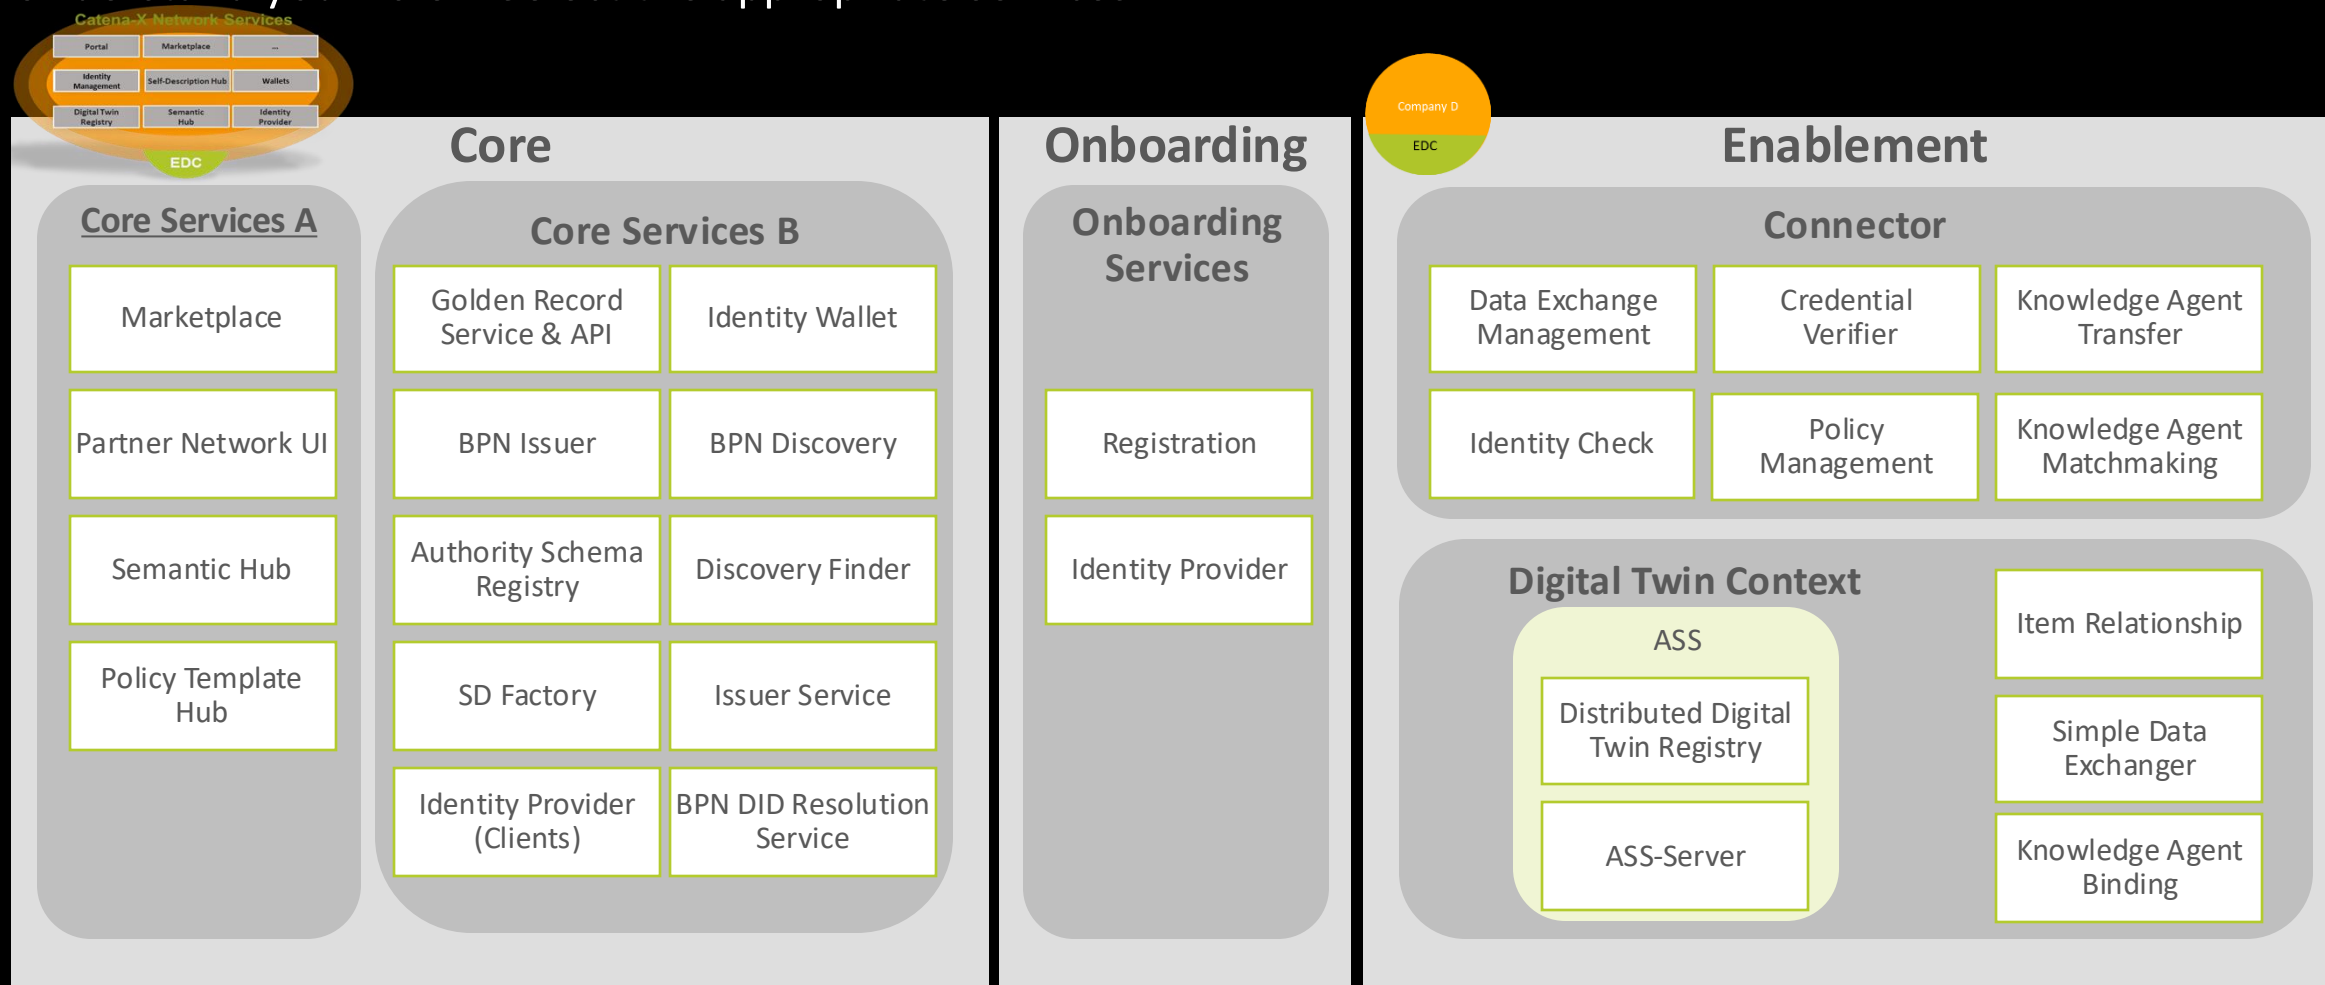 Catena-X Network Services
Portal
Marketplace
...
Identity
Management
Self-Description Hub
Wallets
Digital Twin
Registry
Semantic
Hub
Identity
Provider
EDC
Core
Core Services A
Marketplace
Partner Network UI
Semantic Hub
Policy Template
Hub
Core Services B
Golden Record
Service & API
Identity Wallet
BPN Issuer
BPN Discovery
Authority Schema
Registry
Discovery Finder
SD Factory
Issuer Service
Identity Provider
(Clients)
BPN DID Resolution
Service
Onboarding
Onboarding
Services
Registration
Identity Provider
Company D
EDC
Enablement
Connector
Data Exchange
Management
Credential
Verifier
Knowledge Agent
Transfer
Identity Check
Policy
Management
Knowledge Agent
Matchmaking
Digital Twin Context
ASS
Distributed Digital
Twin Registry
ASS-Server
Item Relationship
Simple Data
Exchanger
Knowledge Agent
Binding